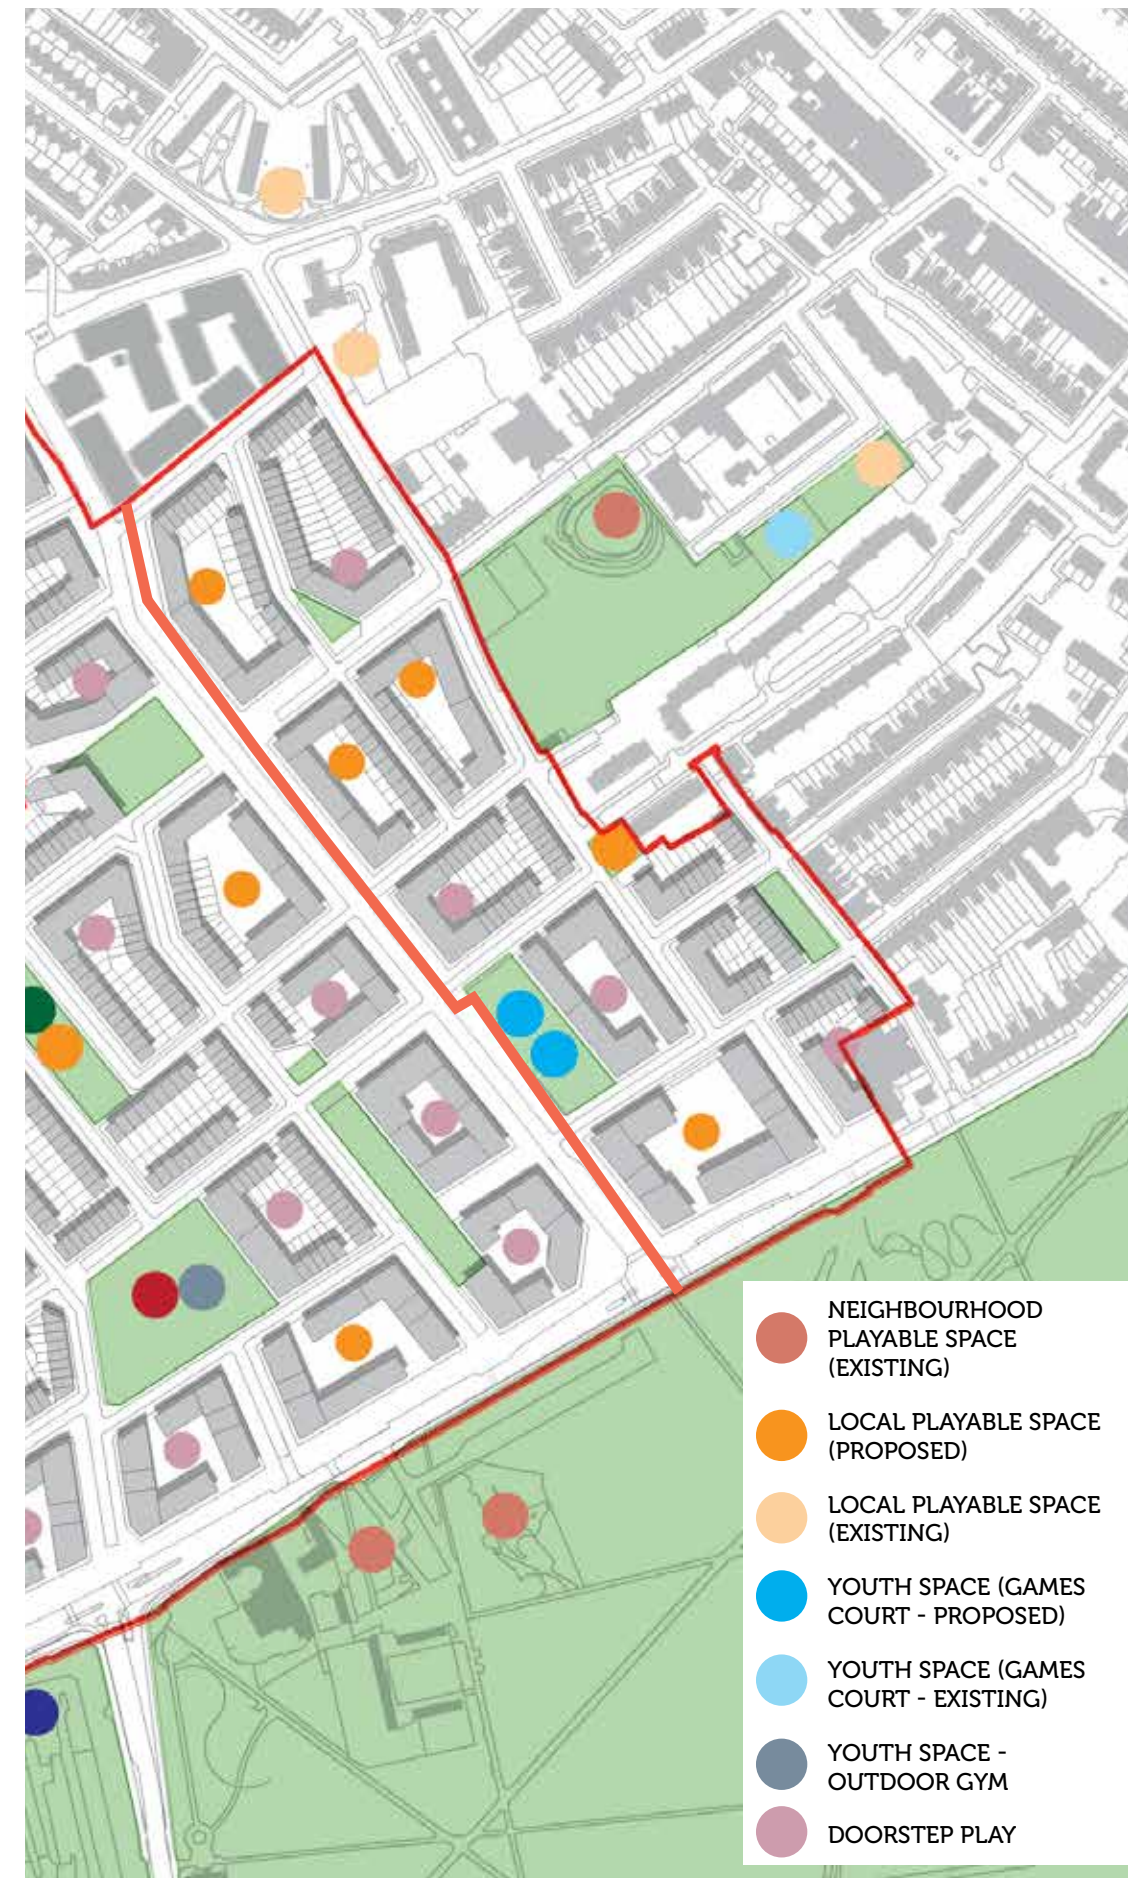 NEIGHBOURHOOD
PLAYABLE SPACE
(EXISTING)
LOCAL PLAYABLE SPACE
(PROPOSED)
LOCAL PLAYABLE SPACE
(EXISTING)
YOUTH SPACE (GAMES
COURT - PROPOSED)
YOUTH SPACE (GAMES
COURT - EXISTING)
YOUTH SPACE -
OUTDOOR GYM
DOORSTEP PLAY